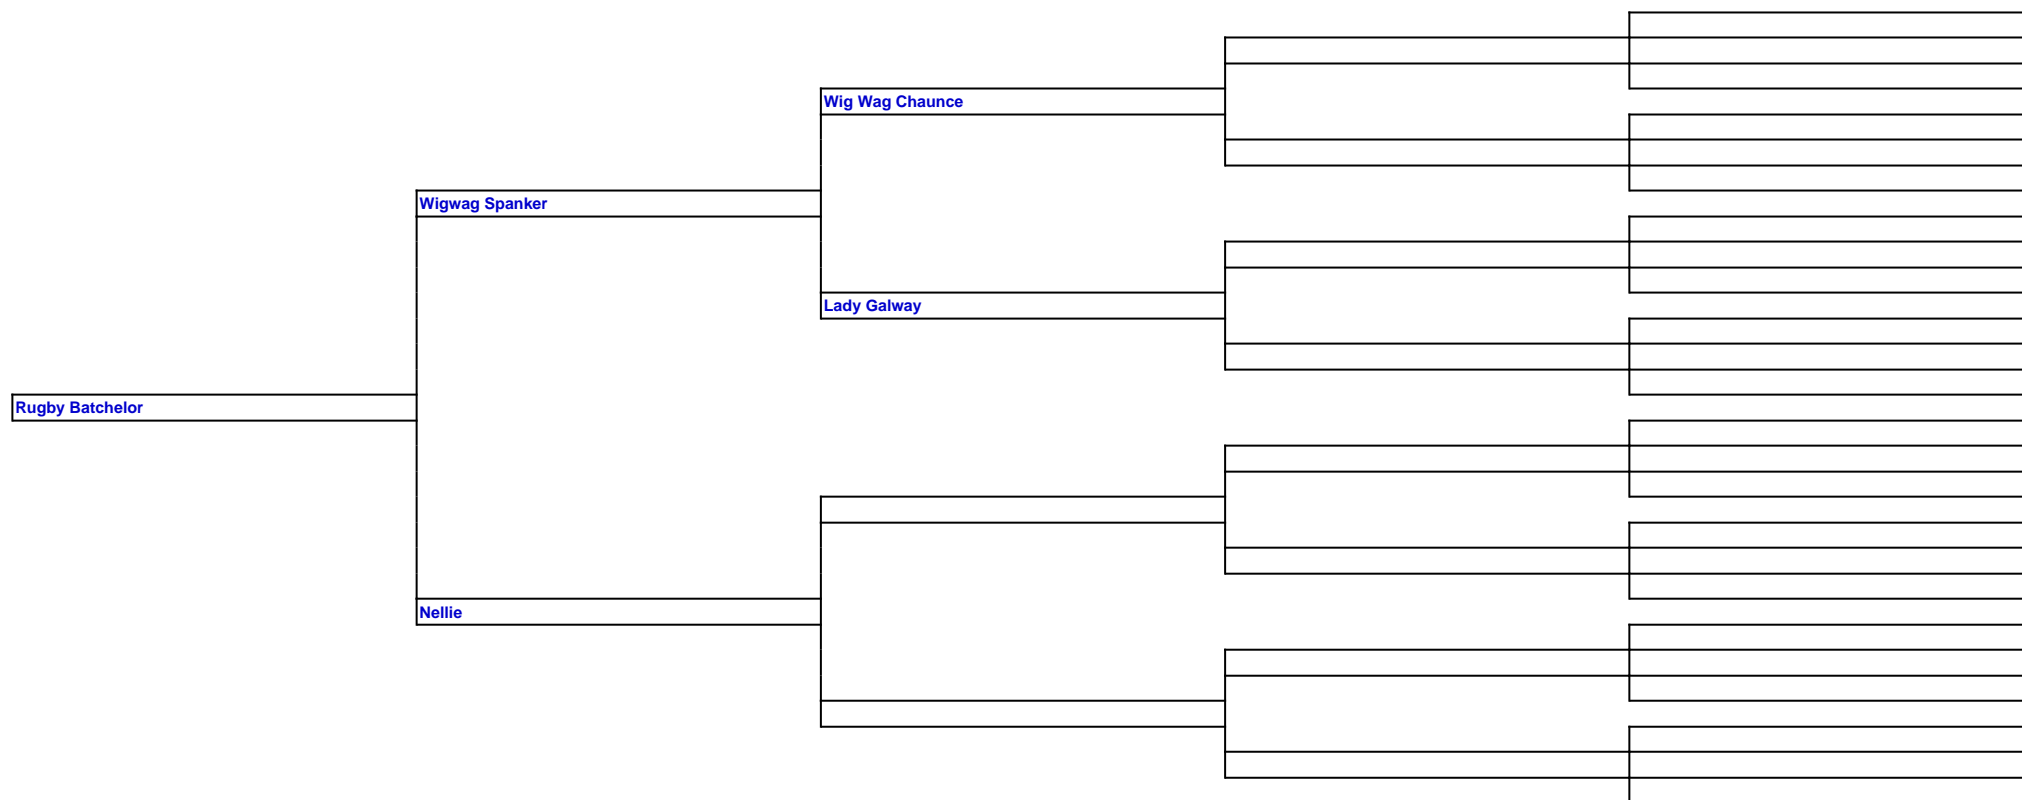 Wig Wag Chaunce
Wigwag Spanker
Lady Galway
Rugby Batchelor
Nellie